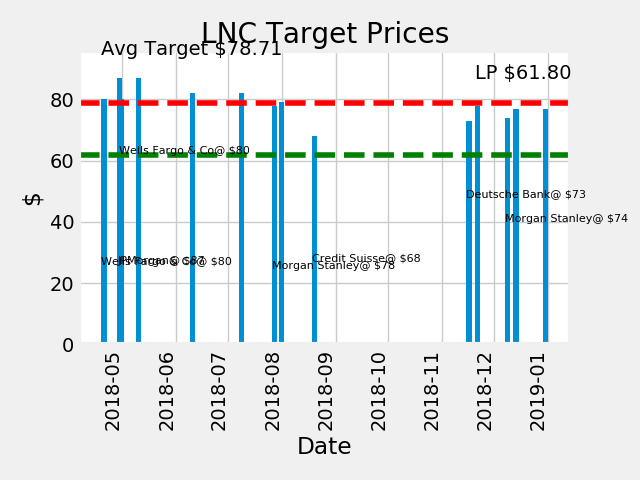 LNC Target Prices
Avg Target $78.71
LP $61.80
$
80
60
40
20
0
Wells Fargo & Co@ $80
Deutsche Bank@ $73
Morgan Stanley@ $74
Wells Fargo & Co@ $80
JPMorgan@ $87
Credit Suisse@ $68
Morgan Stanley@ $78
2018-05
2018-06
2018-07
2018-08
2018-09
2018-10
2018-11
2018-12
2019-01
Date